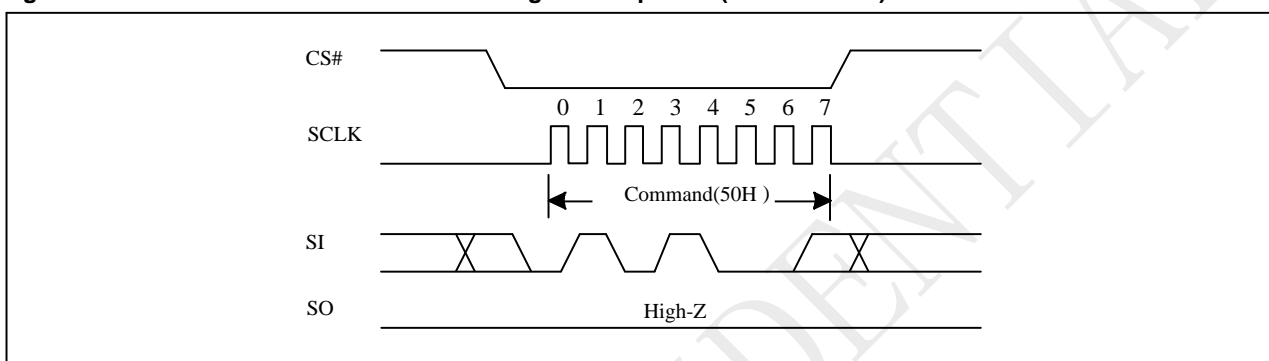 CS#
0 1 2 3 4 5 6 7
SCLK
Command(50H )
SI
SO
High-Z